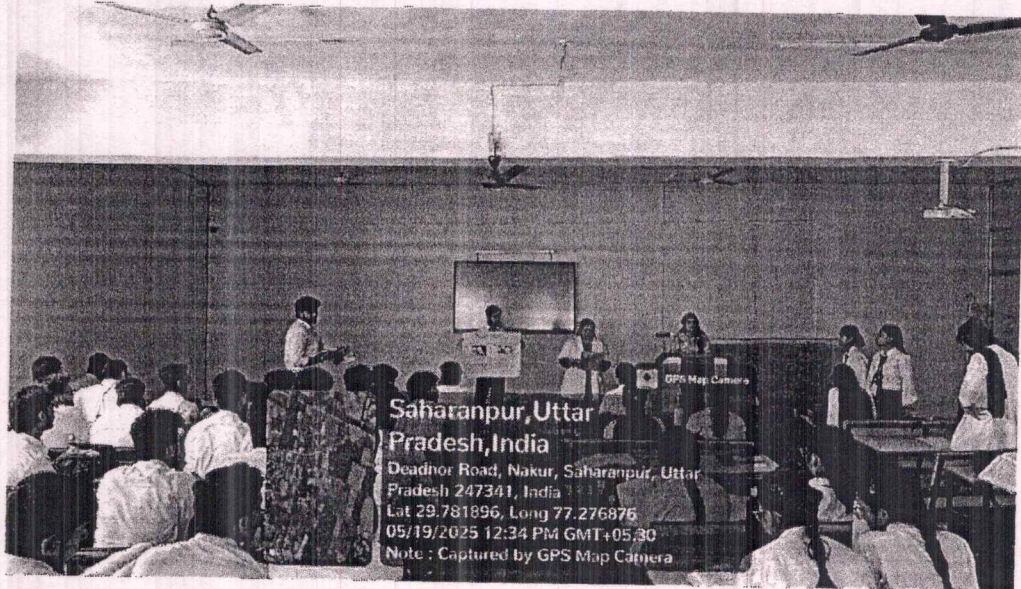 GPS Map Camera
Saharanpur, Uttar
Pradesh, India
Deadnor Road, Nakur, Saharanpur, Uttar
Pradesh 247341, India
Lat 29.781896, Long 77.276876
05/19/2025 12:34 PM GMT+05:30
Note : Captured by GPS Map Camera